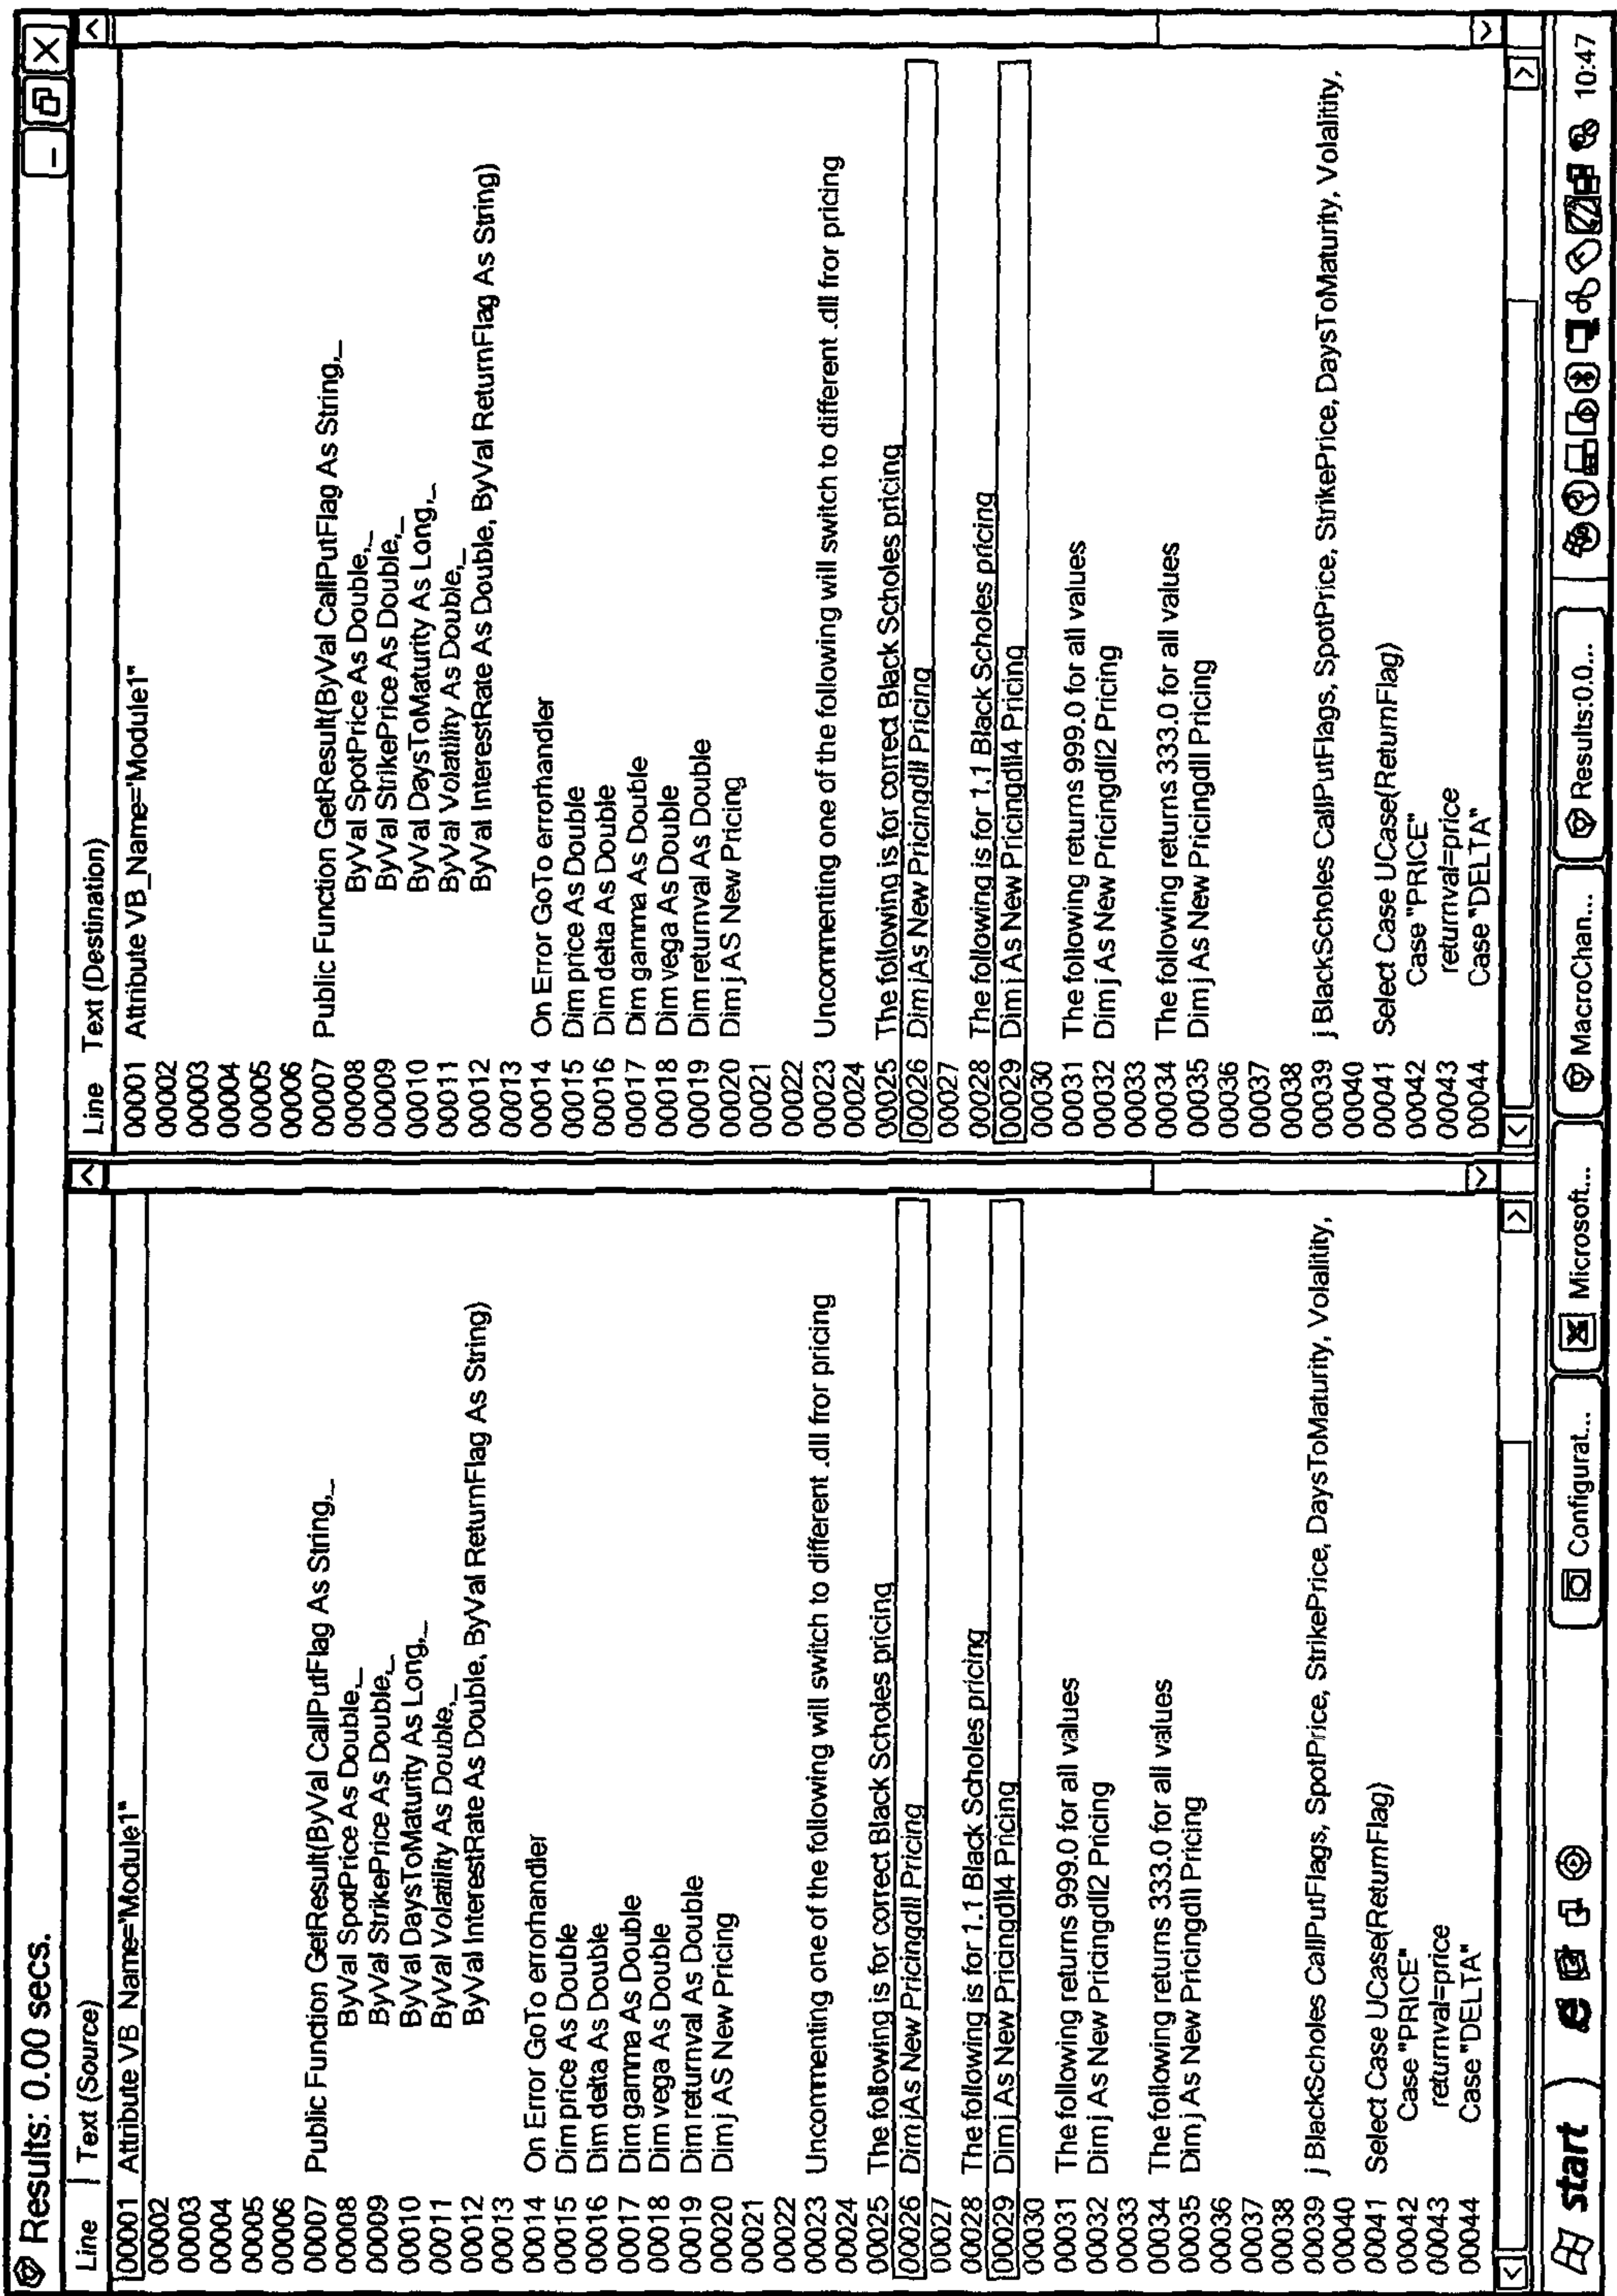 Results: 0.00 secs.
Line Text (Source)
00001 Attribute VB_Name="Module1"
00002
00003
00004
00005
00006
00007 Public Function GetResult(ByVal CallPutFlag As String,_
00008 ByVal SpotPrice As Double,_
00009 ByVal StrikePrice As Double,_
00010 ByVal DaysToMaturity As Long,_
00011 ByVal Volatility As Double,_
00012 ByVal InterestRate As Double, ByVal ReturnFlag As String)
00013
00014 On Error GoTo errorhandler
00015 Dim price As Double
00016 Dim delta As Double
00017 Dim gamma As Double
00018 Dim vega As Double
00019 Dim returnval As Double
00020 Dim j AS New Pricing
00021
00022
00023 Uncommenting one of the following will switch to different .dll fror pricing
00024
00025 The following is for correct Black Scholes pricing
00026 Dim jAs New Pricingdll Pricing
00027
00028 The following is for 1.1 Black Scholes pricing
00029 Dim j As New Pricingdll4 Pricing
00030
00031 The following returns 999.0 for all values
00032 Dim j As New Pricingdll2 Pricing
00033
00034 The following returns 333.0 for all values
00035 Dim j As New Pricingdll Pricing
00036
00037
00038
00039 j BlackScholes CallPutFlags, SpotPrice, StrikePrice, DaysToMaturity, Volalitity,
00040
00041 Select Case UCase(ReturnFlag)
00042 Case "PRICE"
00043 returnval=price
00044 Case "DELTA"
Line Text (Destination)
00001 Attribute VB_Name="Module1"
00002
00003
00004
00005
00006
00007 Public Function GetResult(ByVal CallPutFlag As String,_
00008 ByVal SpotPrice As Double,_
00009 ByVal StrikePrice As Double,_
00010 ByVal DaysToMaturity As Long,_
00011 ByVal Volatility As Double,_
00012 ByVal InterestRate As Double, ByVal ReturnFlag As String)
00013
00014 On Error GoTo errorhandler
00015 Dim price As Double
00016 Dim delta As Double
00017 Dim gamma As Double
00018 Dim vega As Double
00019 Dim returnval As Double
00020 Dim j AS New Pricing
00021
00022
00023 Uncommenting one of the following will switch to different .dll fror pricing
00024
00025 The following is for correct Black Scholes pricing
00026 Dim jAs New Pricingdll Pricing
00027
00028 The following is for 1.1 Black Scholes pricing
00029 Dim j As New Pricingdll4 Pricing
00030
00031 The following returns 999.0 for all values
00032 Dim j As New Pricingdll2 Pricing
00033
00034 The following returns 333.0 for all values
00035 Dim j As New Pricingdll Pricing
00036
00037
00038
00039 j BlackScholes CallPutFlags, SpotPrice, StrikePrice, DaysToMaturity, Volalitity,
00040
00041 Select Case UCase(ReturnFlag)
00042 Case "PRICE"
00043 returnval=price
00044 Case "DELTA"
start Configurat... Microsoft... MacroChan... Results:0.0... 10:47